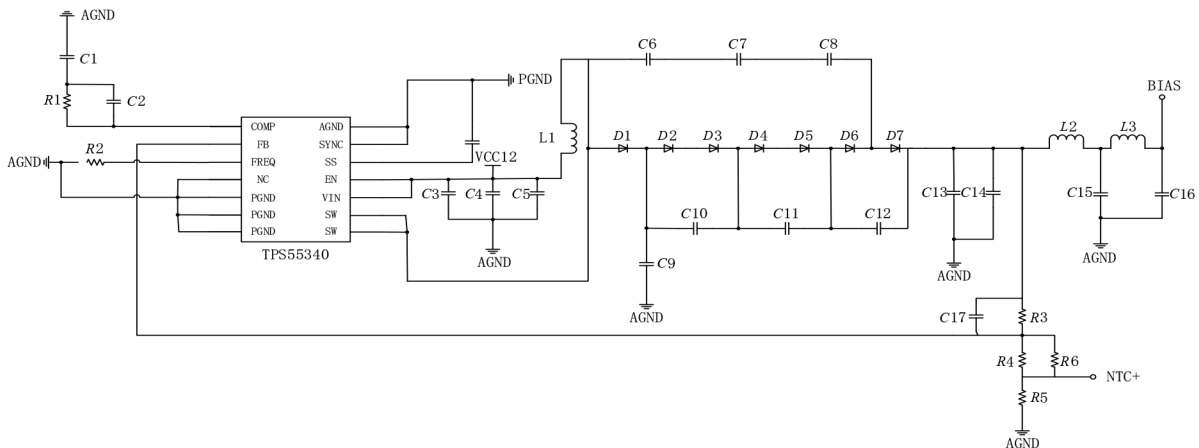 AGND
C1
R1
C2
R2
AGND
COMP
FB
FREQ
NC
PGND
PGND
PGND
AGND
SYNC
SS
EN
VIN
SW
SW
TPS55340
PGND
VCC12
C3
C4
C5
AGND
L1
C6
C7
C8
D1
D2
D3
D4
D5
D6
D7
C10
C11
C12
C9
AGND
C13
C14
AGND
L2
L3
BIAS
C15
C16
AGND
C17
R3
R4
R6
NTC+
R5
AGND